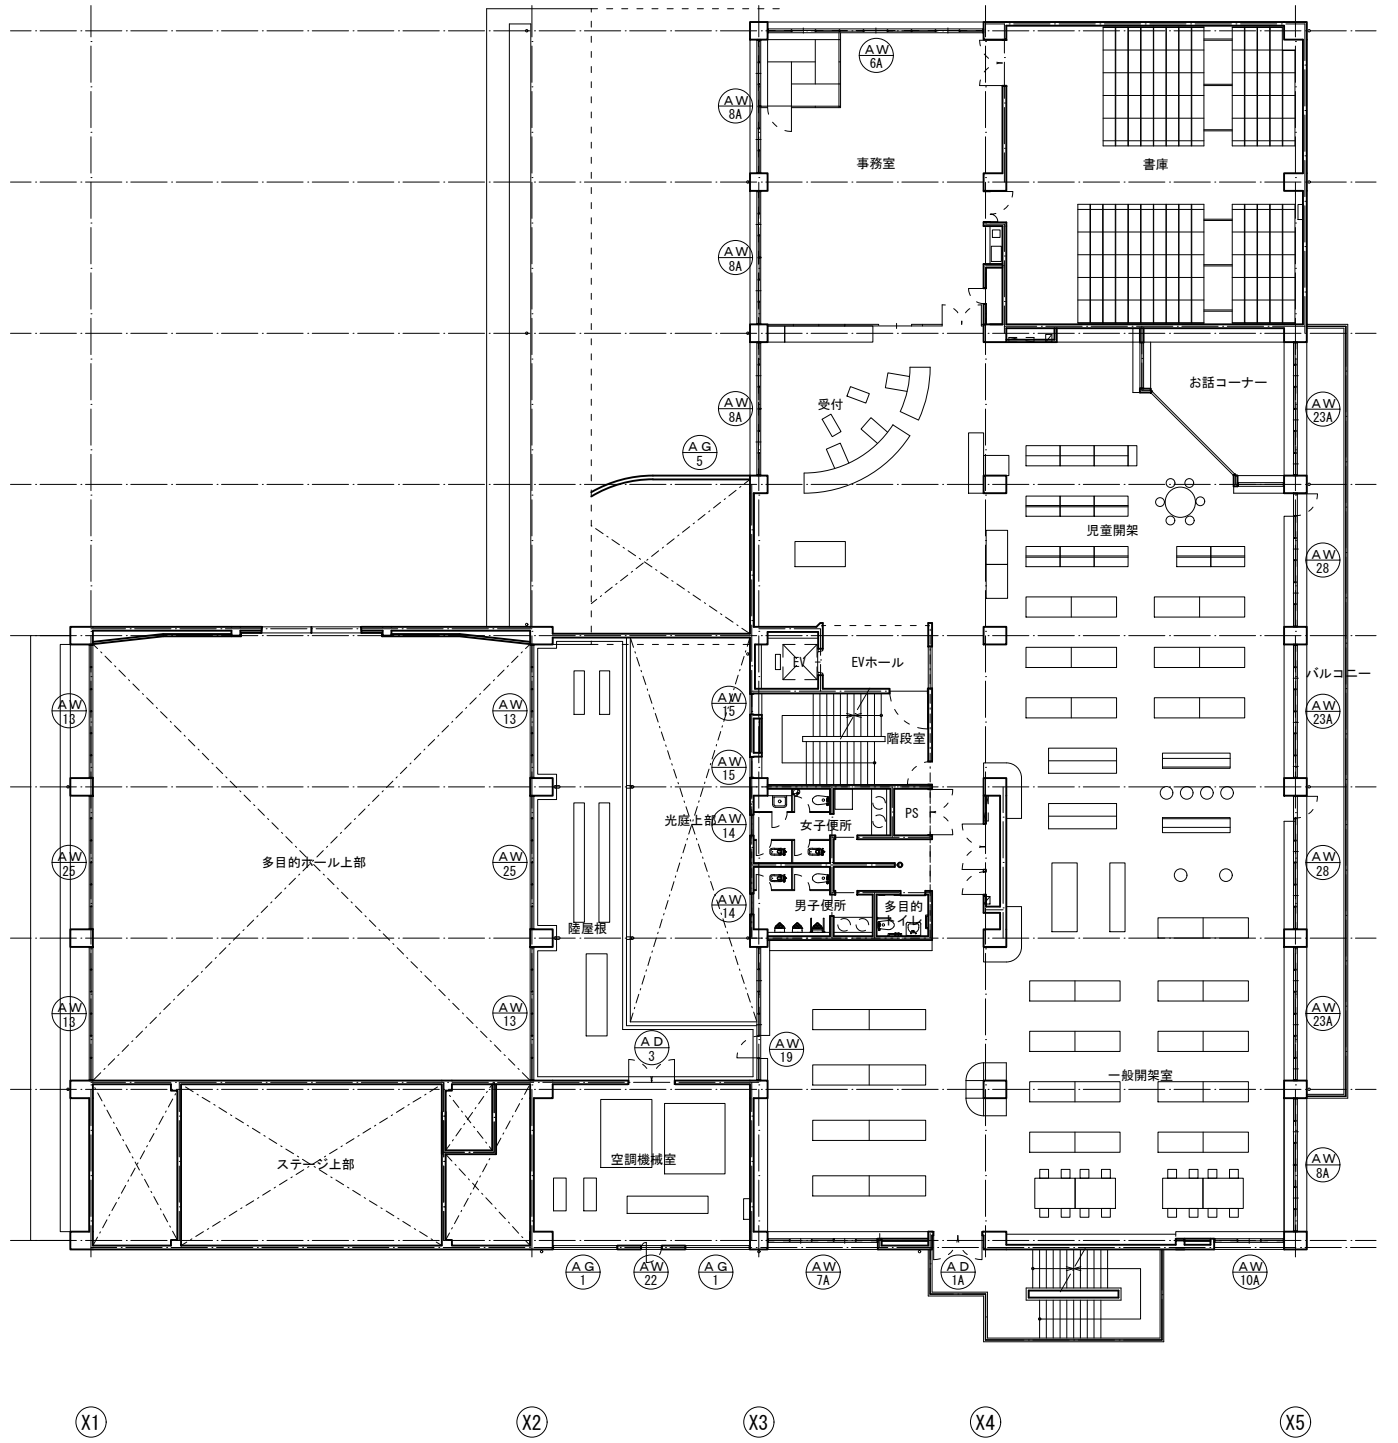 AW
6A
AW
8A
事務室
書庫
AW
8A
お話コーナー
受付
AW
8A
AW
23A
AG
5
児童開架
AW
28
EV
EVホール
バルコニー
AW
13
AW
13
AW
15
AW
23A
階段室
AW
15
PS
光庭上部
AW
14
女子便所
多目的ホール上部
AW
25
AW
25
AW
28
AW
14
男子便所
多目的
トイレ
陸屋根
AW
13
AW
13
AW
23A
AD
3
AW
19
一般開架室
ステージ上部
空調機械室
AW
8A
AG
1
AW
22
AG
1
AW
7A
AD
1A
AW
10A
X1
X2
X3
X4
X5